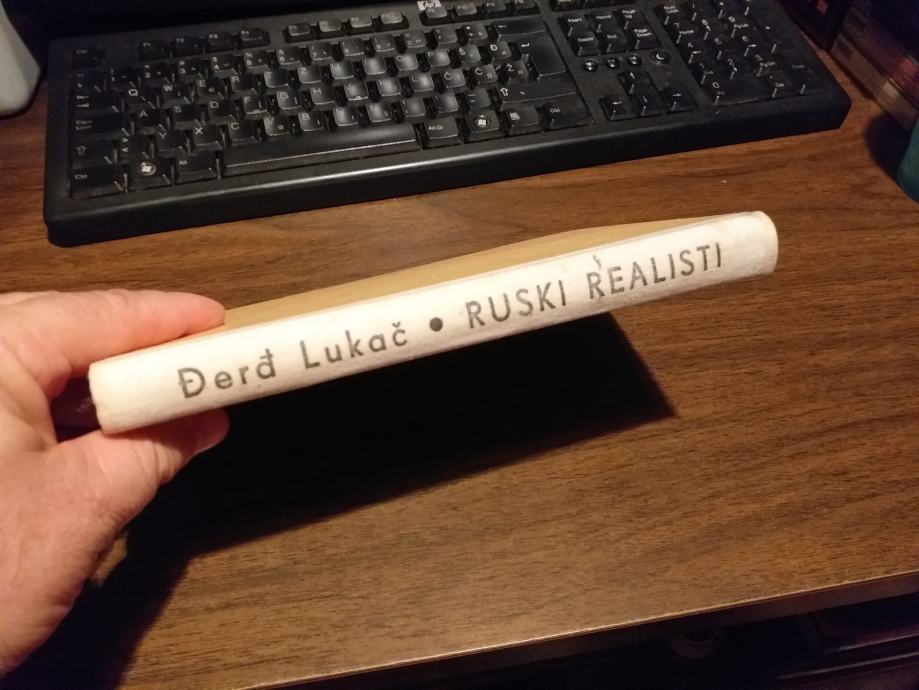 Đerđ Lukač • RUSKI REALISTI